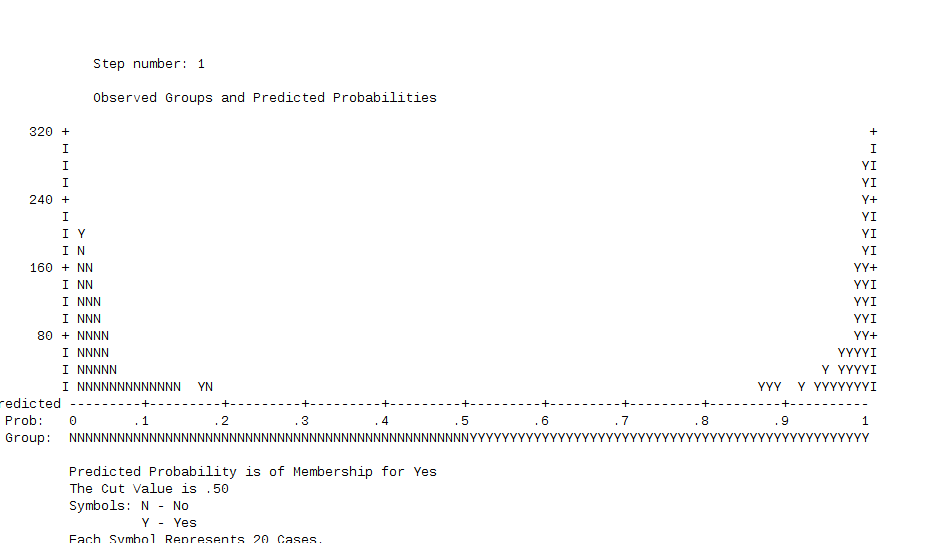 Step number: 1
Observed Groups and Predicted Probabilities
320 + +
I I
I YI
I YI
240 + Y+
I YI
I Y YI
I N YI
160 + NN YY+
I NN YYI
I NNN YYI
I NNN YYI
80 + NNNN YY+
I NNNN YYYYI
I NNNNN Y YYYYI
I NNNNNNNNNNNNN YN YYY Y YYYYYYYI
redicted ---------+---------+---------+---------+---------+---------+---------+---------+---------+----------
Prob: 0 .1 .2 .3 .4 .5 .6 .7 .8 .9 1
Group: NNNNNNNNNNNNNNNNNNNNNNNNNNNNNNNNNNNNNNNNNNNNNNNNNNYYYYYYYYYYYYYYYYYYYYYYYYYYYYYYYYYYYYYYYYYYYYYYYYYY
Predicted Probability is of Membership for Yes
The Cut Value is .50
Symbols: N - No
Y - Yes
Each Symbol Represents 20 Cases.